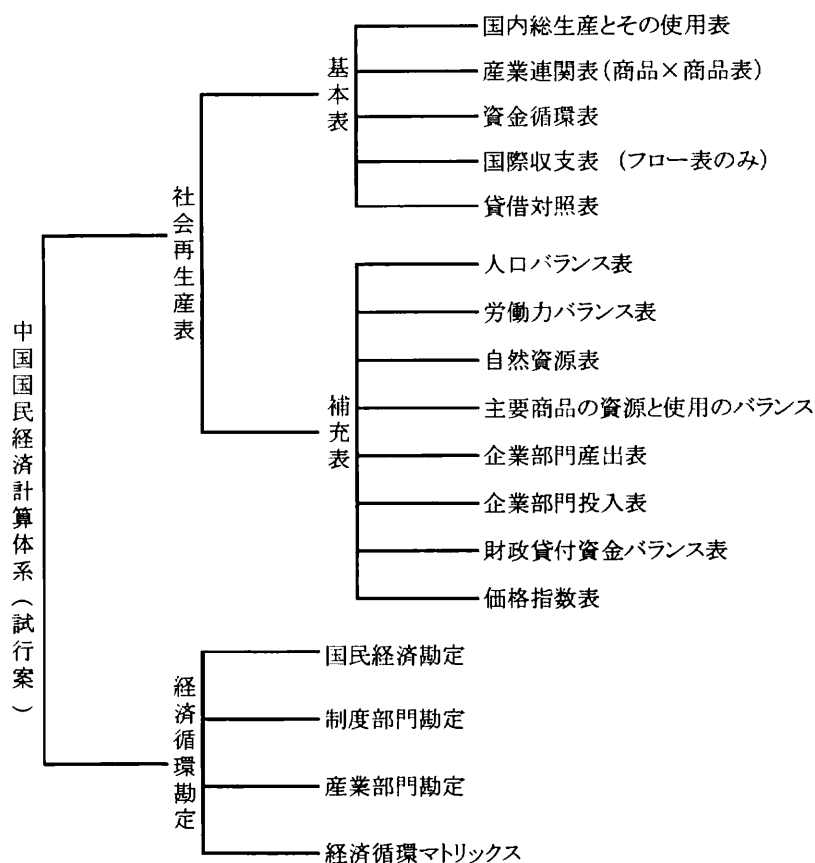 中国国民経済計算体系（試行案）
社会再生産表
基本表
国内総生産とその使用表
産業連関表（商品×商品表）
資金循環表
国際収支表　（フロー表のみ）
貸借対照表
補充表
人口バランス表
労働力バランス表
自然資源表
主要商品の資源と使用のバランス
企業部門産出表
企業部門投入表
財政貸付資金バランス表
価格指数表
経済循環勘定
国民経済勘定
制度部門勘定
産業部門勘定
経済循環マトリックス